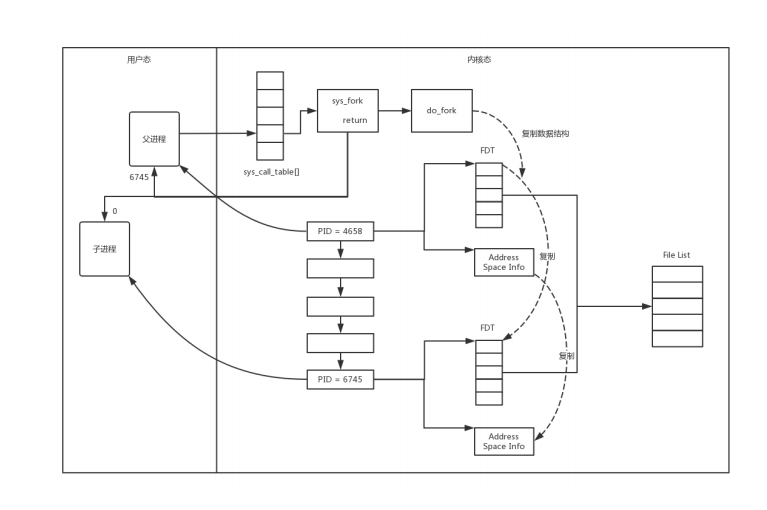 用户态
内核态
sys_fork
return
do_fork
父进程
复制数据结构
FDT
sys_call_table[]
6745
0
子进程
PID = 4658
Address
Space Info
复制
File List
FDT
复制
PID = 6745
Address
Space Info